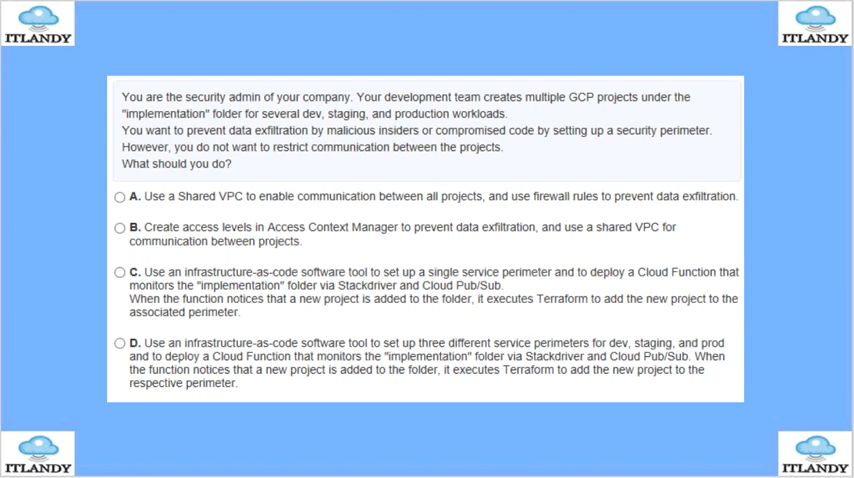 ITLANDY
ITLANDY
You are the security admin of your company. Your development team creates multiple GCP projects under the
"implementation" folder for several dev, staging, and production workloads.
You want to prevent data exfiltration by malicious insiders or compromised code by setting up a security perimeter.
However, you do not want to restrict communication between the projects.
What should you do?
A. Use a Shared VPC to enable communication between all projects, and use firewall rules to prevent data exfiltration.
B. Create access levels in Access Context Manager to prevent data exfiltration, and use a shared VPC for
communication between projects.
C. Use an infrastructure-as-code software tool to set up a single service perimeter and to deploy a Cloud Function that
monitors the "implementation" folder via Stackdriver and Cloud Pub/Sub.
When the function notices that a new project is added to the folder, it executes Terraform to add the new project to the
associated perimeter.
D. Use an infrastructure-as-code software tool to set up three different service perimeters for dev, staging, and prod
and to deploy a Cloud Function that monitors the "implementation" folder via Stackdriver and Cloud Pub/Sub. When
the function notices that a new project is added to the folder, it executes Terraform to add the new project to the
respective perimeter.
ITLANDY
ITLANDY